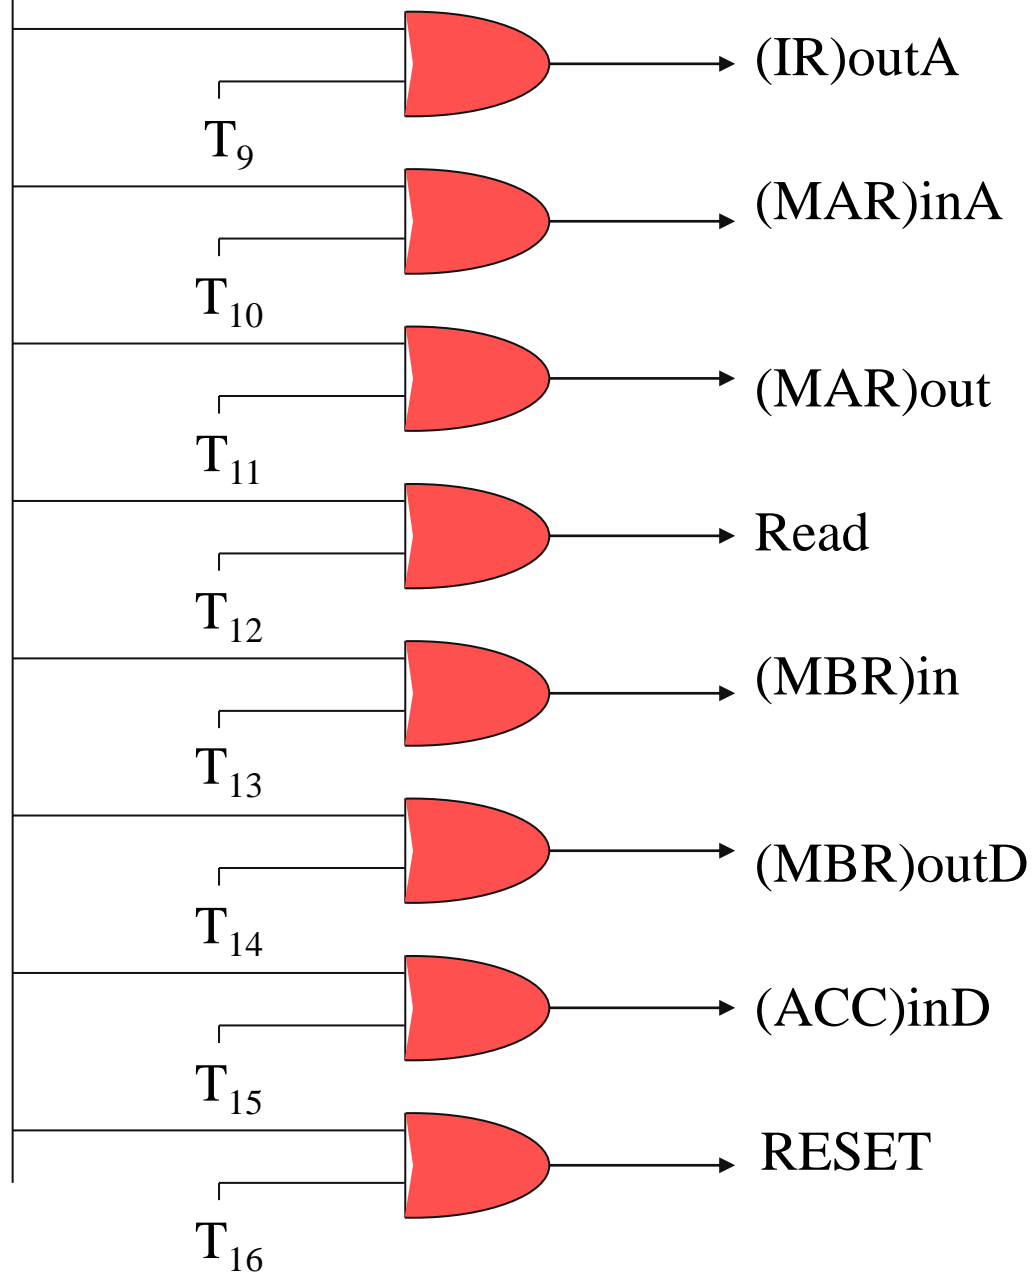 (IR)outA
T9
(MAR)inA
T10
(MAR)out
T11
Read
T12
(MBR)in
T13
(MBR)outD
T14
(ACC)inD
T15
RESET
T16